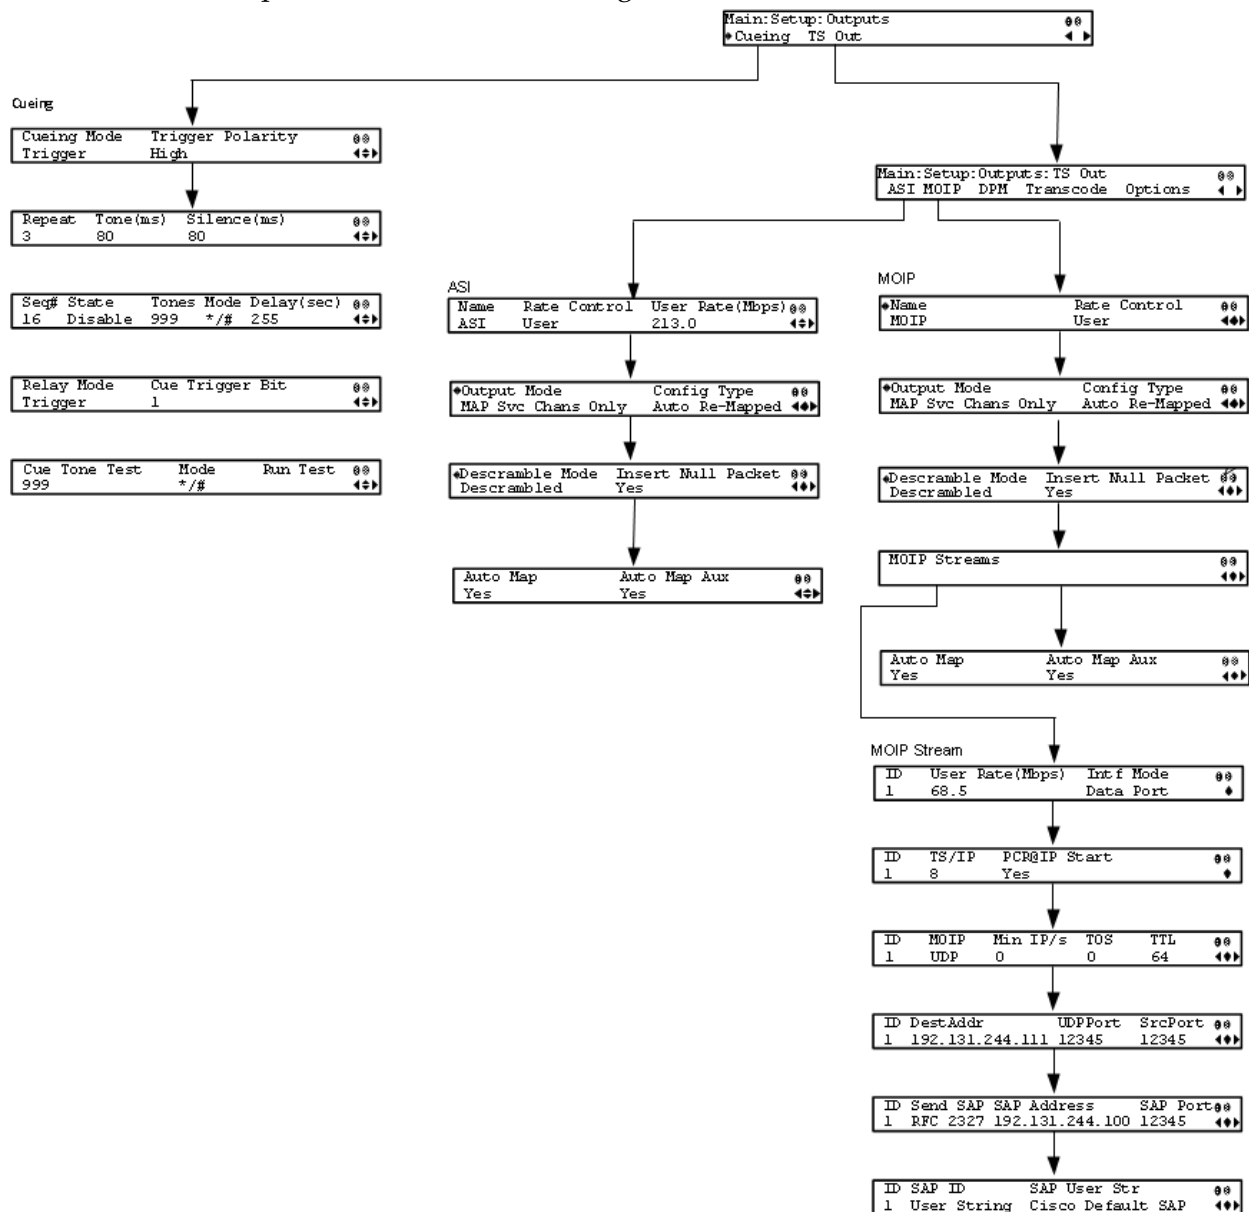 Main:Setup:Outputs
Cueing TS Out
Cueing
Cueing Mode Trigger Polarity
Trigger High
Repeat Tone(ms) Silence(ms)
3 80 80
Seq# State Tones Mode Delay(sec)
16 Disable 999 */# 255
Relay Mode Cue Trigger Bit
Trigger 1
Cue Tone Test Mode Run Test
999 */#
Main:Setup:Outputs:TS Out
ASI MOIP DPM Transcode Options
ASI
Name Rate Control User Rate(Mbps)
ASI User 213.0
Output Mode Config Type
MAP Svc Chans Only Auto Re-Mapped
Descramble Mode Insert Null Packet
Descrambled Yes
Auto Map Auto Map Aux
Yes Yes
MOIP
Name Rate Control
MOIP User
Output Mode Config Type
MAP Svc Chans Only Auto Re-Mapped
Descramble Mode Insert Null Packet
Descrambled Yes
MOIP Streams
Auto Map Auto Map Aux
Yes Yes
MOIP Stream
ID User Rate(Mbps) Intf Mode
1 68.5 Data Port
ID TS/IP PCR@IP Start
1 8 Yes
ID MOIP Min IP/s TOS TTL
1 UDP 0 0 64
ID DestAddr UDPPort SrcPort
1 192.131.244.111 12345 12345
ID Send SAP SAP Address SAP Port
1 RFC 2327 192.131.244.100 12345
ID SAP ID SAP User Str
1 User String Cisco Default SAP